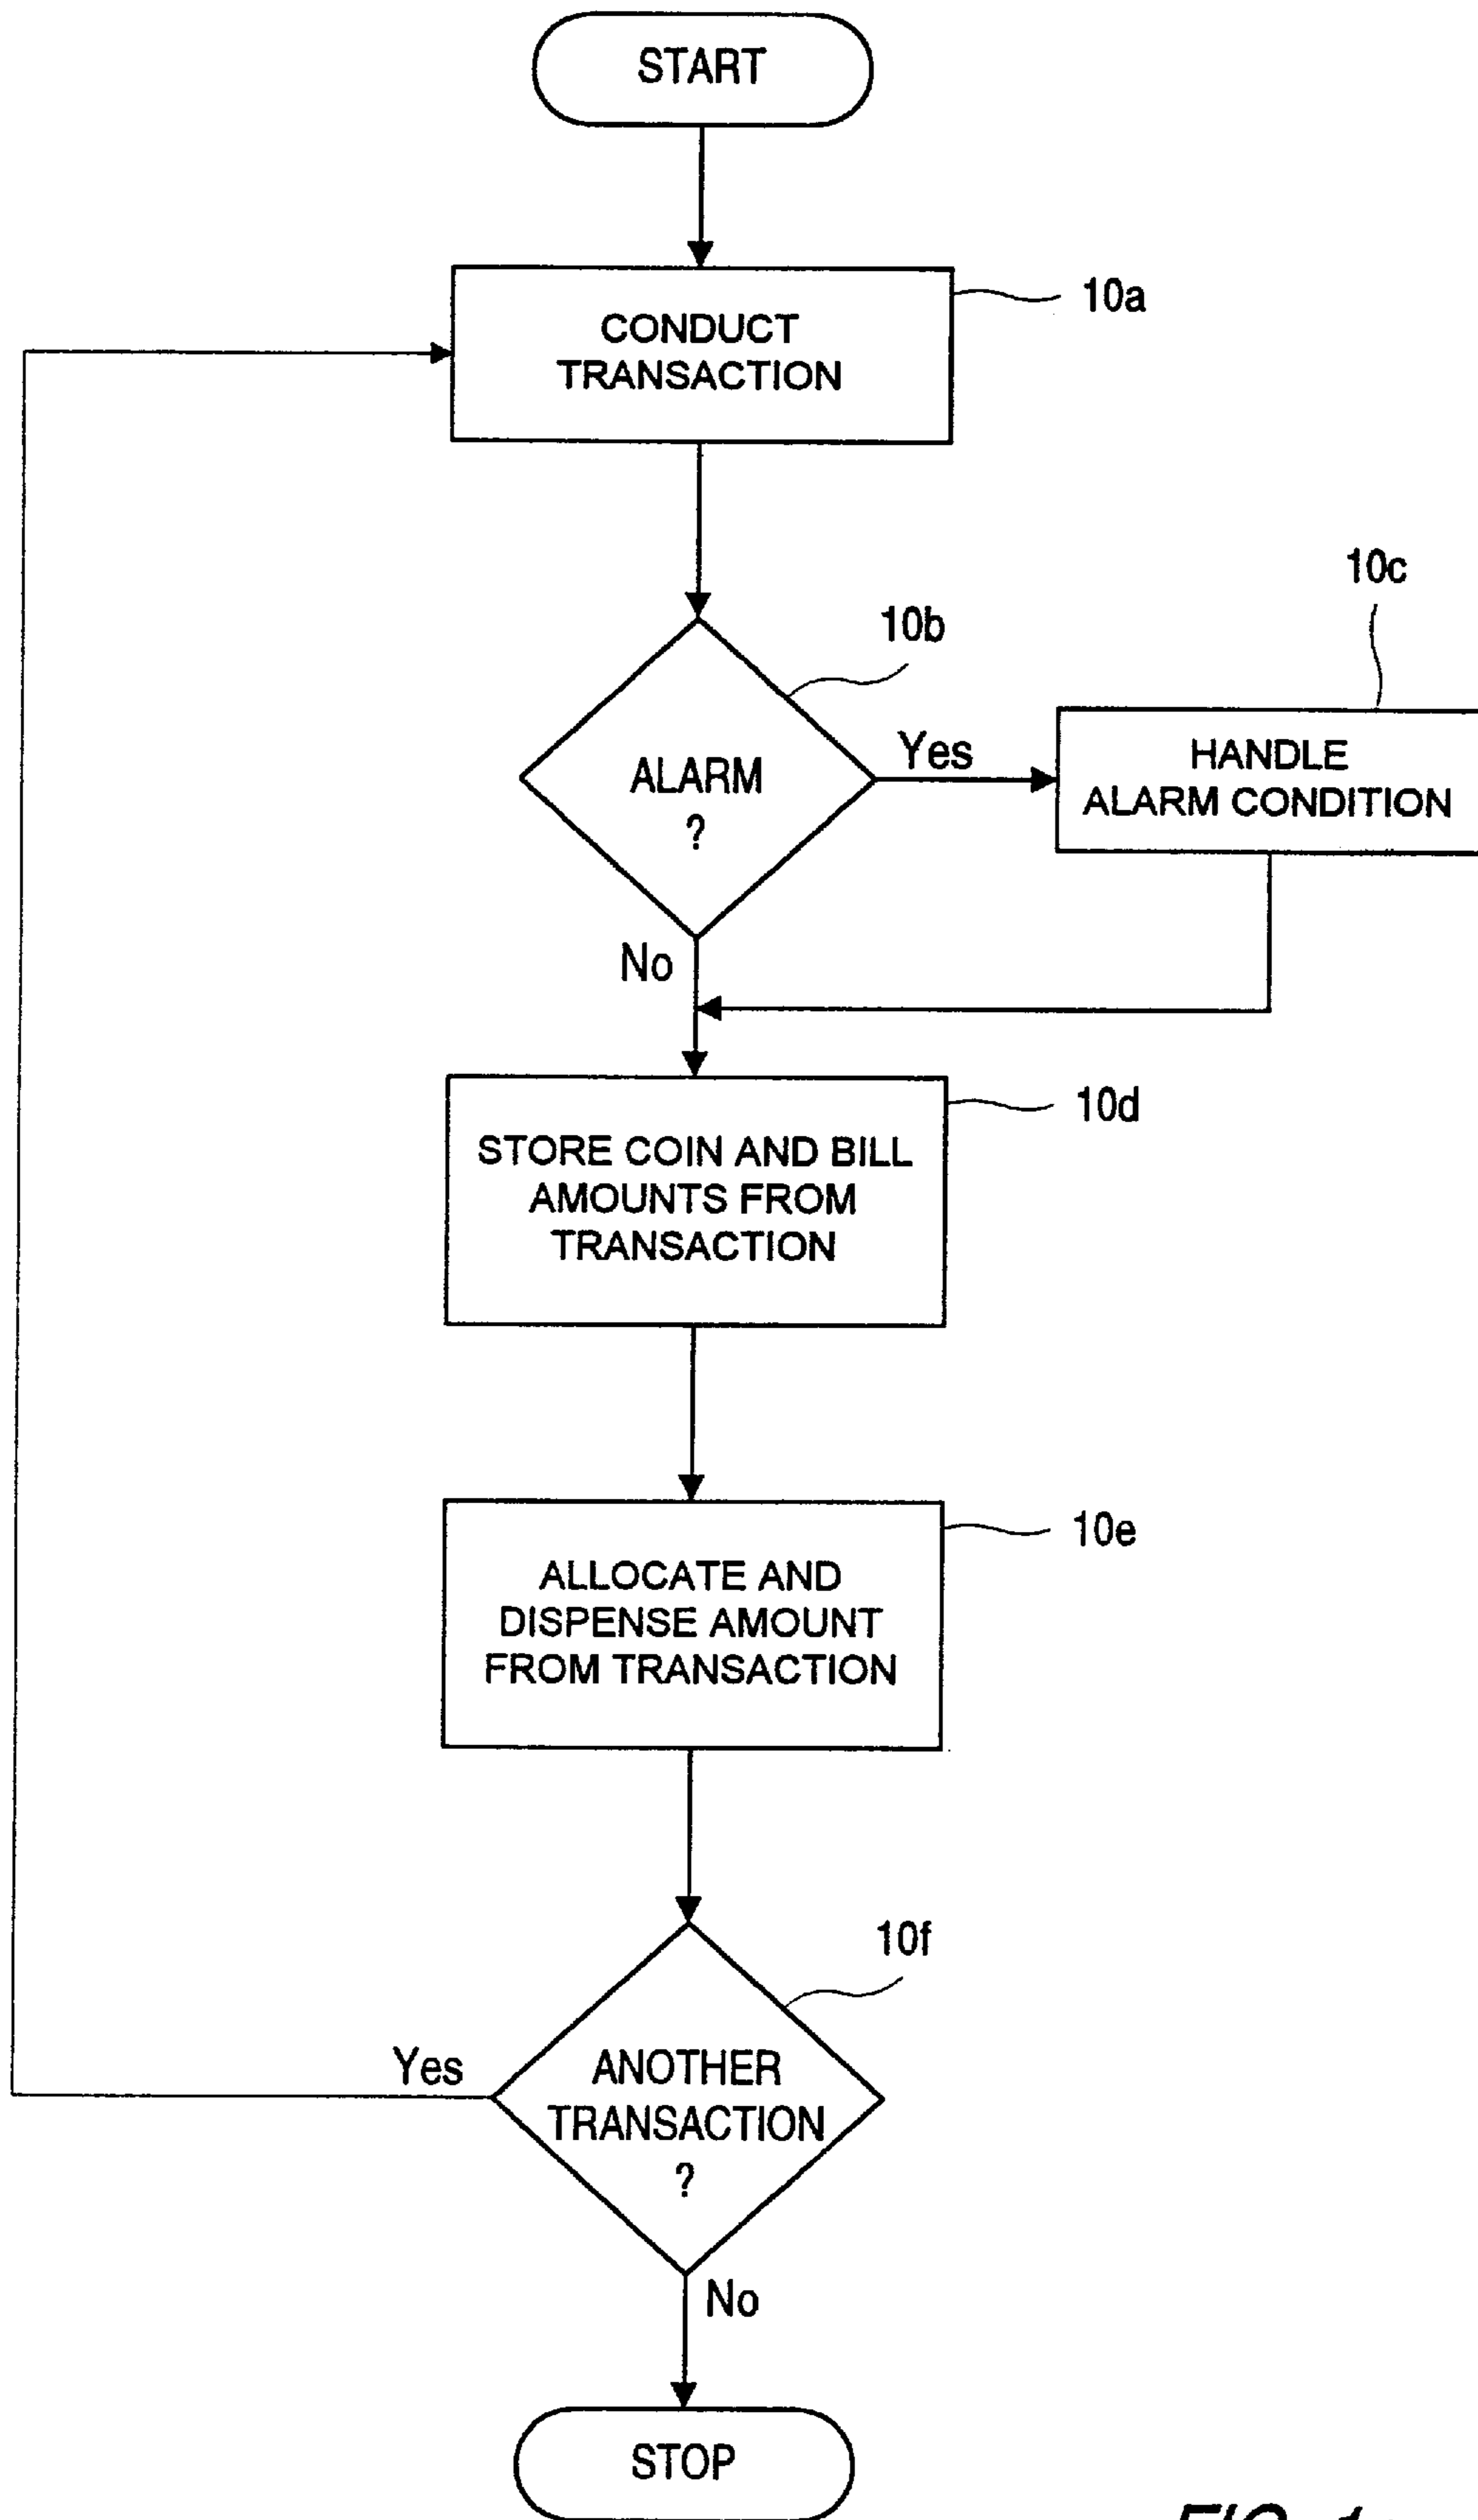 START
10a
CONDUCT
TRANSACTION
10c
10b
ALARM
?
Yes
HANDLE
ALARM CONDITION
No
10d
STORE COIN AND BILL
AMOUNTS FROM
TRANSACTION
10e
ALLOCATE AND
DISPENSE AMOUNT
FROM TRANSACTION
10f
Yes
ANOTHER
TRANSACTION
?
No
STOP